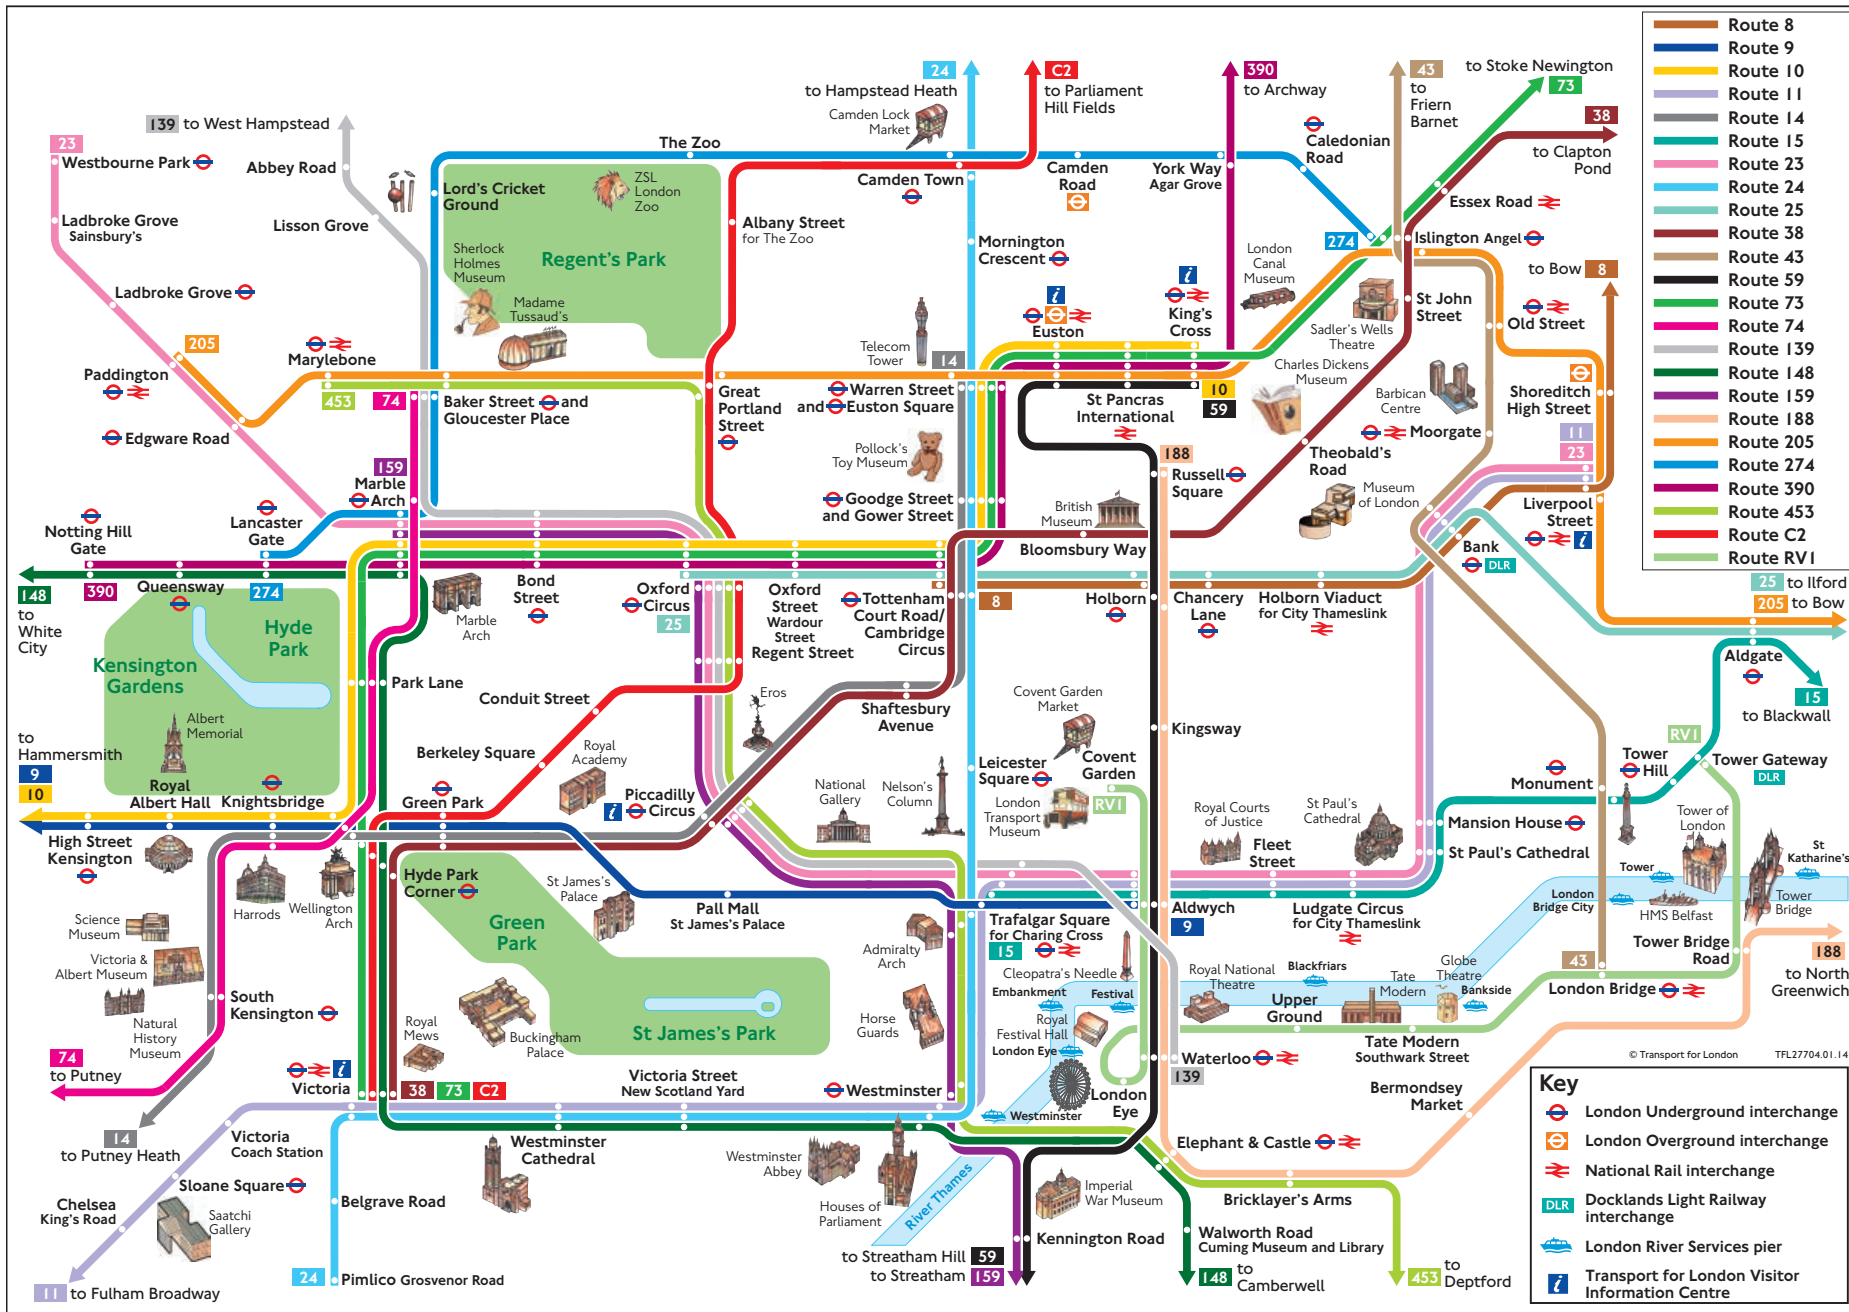 24
to Hampstead Heath
C2
to Parliament
Hill Fields
390
to Archway
43
to
Friern
Barnet
to Stoke Newington
73
38
to Clapton
Pond
139 to West Hampstead
23
Westbourne Park
Abbey Road
Ladbroke Grove
Sainsbury's
Lisson Grove
Ladbroke Grove
205
Marylebone
Paddington
453
74
Edgware Road
Lord's Cricket
Ground
The Zoo
ZSL
London
Zoo
Sherlock
Holmes
Museum
Regent's Park
Madame
Tussaud's
Albany Street
for The Zoo
Camden Lock
Market
Camden Town
Camden
Road
York Way
Agar Grove
Caledonian
Road
Essex Road
274
Islington Angel
to Bow 8
Mornington
Crescent
London
Canal
Museum
King's
Cross
Euston
Telecom
Tower
14
St John
Street
Sadler's Wells
Theatre
Old Street
Charles Dickens
Museum
Barbican
Centre
Shoreditch
High Street
Baker Street and
Gloucester Place
Great
Portland
Street
Warren Street
and Euston Square
St Pancras
International
10
59
Moorgate
11
23
Theobald's
Road
Museum
of London
Pollock's
Toy Museum
Goodge Street
and Gower Street
188
Russell
Square
British
Museum
Bloomsbury Way
Liverpool
Street
Bank
DLR
159
Marble
Arch
Lancaster
Gate
Notting Hill
Gate
148
to
White
City
390
Queensway
274
Bond
Street
Marble
Arch
Oxford
Circus
25
Oxford
Street
Wardour
Street
Regent Street
Tottenham
Court Road/
Cambridge
Circus
8
Holborn
Chancery
Lane
Holborn Viaduct
for City Thameslink
25 to Ilford
205 to Bow
Aldgate
15
to Blackwall
Hyde
Park
Kensington
Gardens
Albert
Memorial
Royal
Albert Hall
Knightsbridge
to
Hammersmith
9
10
High Street
Kensington
Park Lane
Conduit Street
Berkeley Square
Green Park
Royal
Academy
Piccadilly
Circus
Eros
Shaftesbury
Avenue
National
Gallery
Nelson's
Column
Leicester
Square
Covent Garden
Market
Covent
Garden
RV1
London
Transport
Museum
Kingsway
Royal Courts
of Justice
Fleet
Street
St Paul's
Cathedral
Mansion House
St Paul's Cathedral
Monument
Tower
Hill
RV1
Tower Gateway
DLR
Tower of
London
St
Katharine's
Tower
London
Bridge City
HMS Belfast
Tower
Bridge
Science
Museum
Harrods
Wellington
Arch
Victoria &
Albert Museum
Natural
History
Museum
South
Kensington
Hyde Park
Corner
Green
Park
St James's
Palace
Pall Mall
St James's Palace
Admiralty
Arch
Horse
Guards
Trafalgar Square
for Charing Cross
15
Aldwych
9
Ludgate Circus
for City Thameslink
Tower Bridge
Road
188
to North
Greenwich
43
London Bridge
Cleopatra's Needle
Embankment
Festival
Royal
Festival Hall
London Eye
Royal National
Theatre
Blackfriars
Upper
Ground
Tate
Modern
Globe
Theatre
Bankside
Tate Modern
Southwark Street
© Transport for London
TFL27704.01.14
Waterloo
139
London
Eye
Bermondsey
Market
St James's Park
Royal
Mews
Buckingham
Palace
74
to Putney
14
to Putney Heath
Victoria
38
73
C2
Victoria Street
New Scotland Yard
Westminster
Westminster
Victoria
Coach Station
Westminster
Cathedral
Westminster
Abbey
Houses of
Parliament
River Thames
Imperial
War Museum
Elephant & Castle
Bricklayer's Arms
Sloane Square
Chelsea
King's Road
Saatchi
Gallery
Belgrave Road
24
Pimlico Grosvenor Road
11 to Fulham Broadway
Kennington Road
to Streatham Hill 59
to Streatham 159
Walworth Road
Cuming Museum and Library
148
to
Camberwell
453
to
Deptford
Route 8
Route 9
Route 10
Route 11
Route 14
Route 15
Route 23
Route 24
Route 25
Route 38
Route 43
Route 59
Route 73
Route 74
Route 139
Route 148
Route 159
Route 188
Route 205
Route 274
Route 390
Route 453
Route C2
Route RV1
Key
London Underground interchange
London Overground interchange
National Rail interchange
DLR
Docklands Light Railway
interchange
London River Services pier
i
Transport for London Visitor
Information Centre